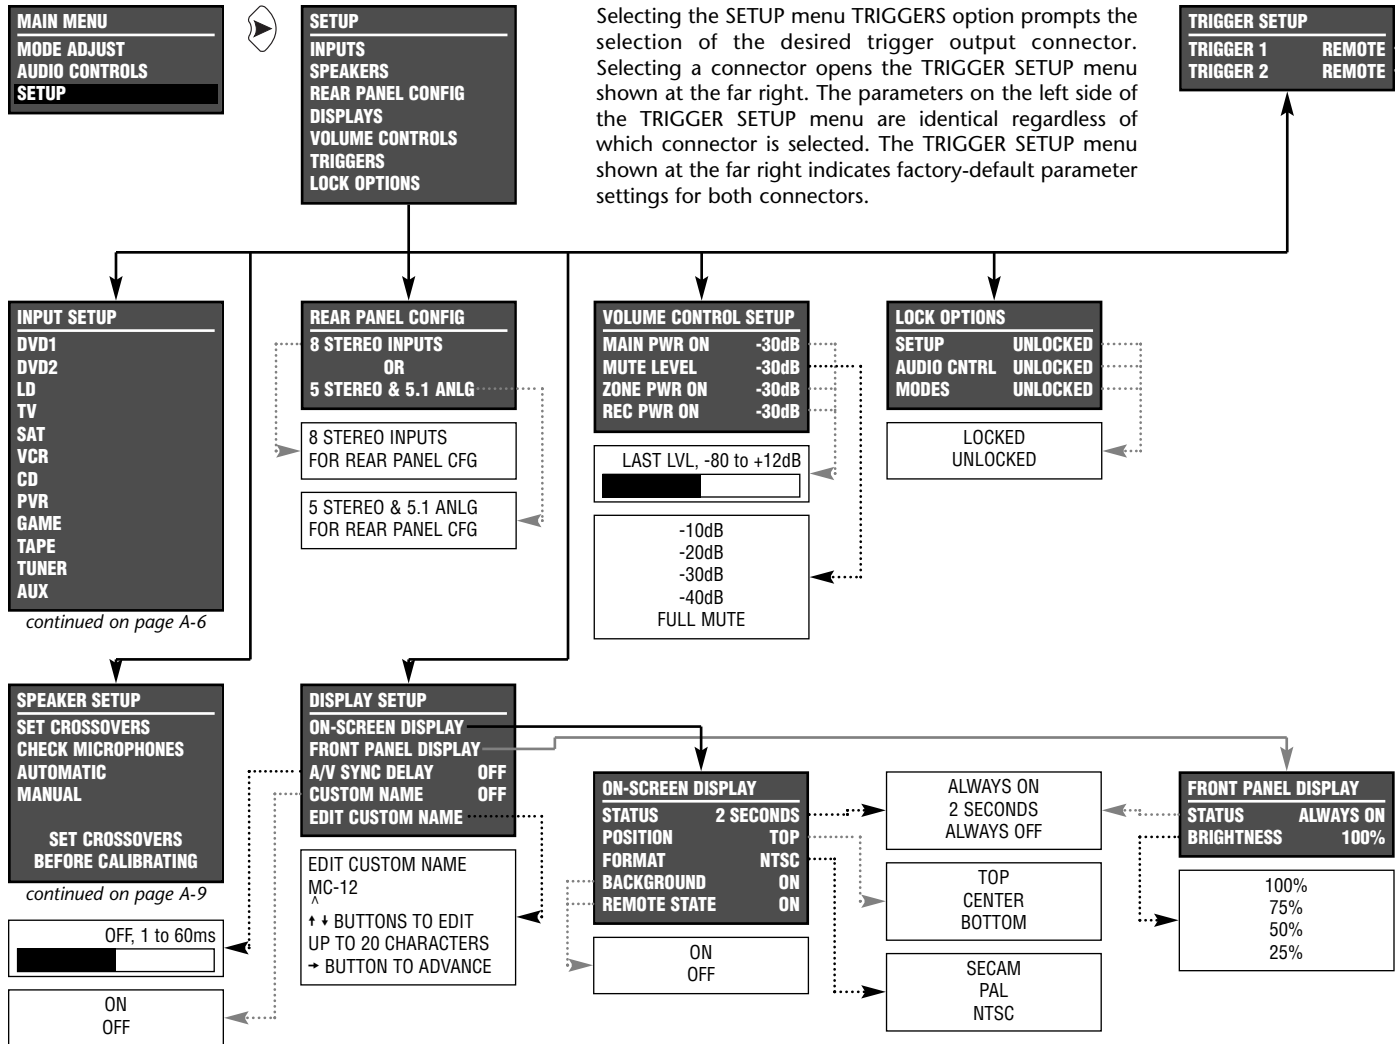 MAIN MENU
MODE ADJUST
AUDIO CONTROLS
SETUP
SETUP
INPUTS
SPEAKERS
REAR PANEL CONFIG
DISPLAYS
VOLUME CONTROLS
TRIGGERS
LOCK OPTIONS
Selecting the SETUP menu TRIGGERS option prompts the
selection of the desired trigger output connector.
Selecting a connector opens the TRIGGER SETUP menu
shown at the far right. The parameters on the left side of
the TRIGGER SETUP menu are identical regardless of
which connector is selected. The TRIGGER SETUP menu
shown at the far right indicates factory-default parameter
settings for both connectors.
TRIGGER SETUP
TRIGGER 1 REMOTE
TRIGGER 2 REMOTE
INPUT SETUP
DVD1
DVD2
LD
TV
SAT
VCR
CD
PVR
GAME
TAPE
TUNER
AUX
continued on page A-6
REAR PANEL CONFIG
8 STEREO INPUTS
OR
5 STEREO & 5.1 ANLG
8 STEREO INPUTS
FOR REAR PANEL CFG
5 STEREO & 5.1 ANLG
FOR REAR PANEL CFG
VOLUME CONTROL SETUP
MAIN PWR ON -30dB
MUTE LEVEL -30dB
ZONE PWR ON -30dB
REC PWR ON -30dB
LAST LVL, -80 to +12dB
-10dB
-20dB
-30dB
-40dB
FULL MUTE
LOCK OPTIONS
SETUP UNLOCKED
AUDIO CNTRL UNLOCKED
MODES UNLOCKED
LOCKED
UNLOCKED
SPEAKER SETUP
SET CROSSOVERS
CHECK MICROPHONES
AUTOMATIC
MANUAL
SET CROSSOVERS
BEFORE CALIBRATING
continued on page A-9
OFF, 1 to 60ms
ON
OFF
DISPLAY SETUP
ON-SCREEN DISPLAY
FRONT PANEL DISPLAY
A/V SYNC DELAY OFF
CUSTOM NAME OFF
EDIT CUSTOM NAME
EDIT CUSTOM NAME
MC-12
^
↑ ↓ BUTTONS TO EDIT
UP TO 20 CHARACTERS
→ BUTTON TO ADVANCE
ON-SCREEN DISPLAY
STATUS 2 SECONDS
POSITION TOP
FORMAT NTSC
BACKGROUND ON
REMOTE STATE ON
ON
OFF
ALWAYS ON
2 SECONDS
ALWAYS OFF
TOP
CENTER
BOTTOM
SECAM
PAL
NTSC
FRONT PANEL DISPLAY
STATUS ALWAYS ON
BRIGHTNESS 100%
100%
75%
50%
25%